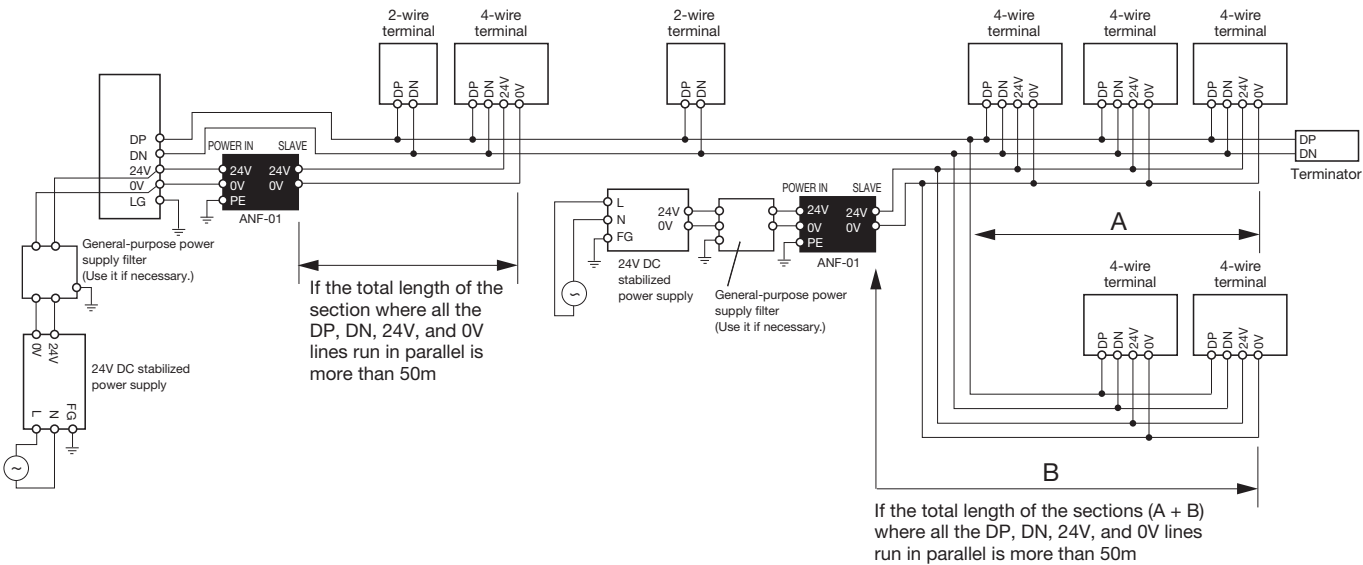 2-wire
terminal
4-wire
terminal
2-wire
terminal
4-wire
terminal
4-wire
terminal
4-wire
terminal
DP
DN
DP
DN
24V
0V
DP
DN
DP
DN
24V
0V
DP
DN
24V
0V
DP
DN
24V
0V
DP
DN
24V
0V
LG
POWER IN SLAVE
24V 24V
0V 0V
PE
ANF-01
DP
DN
Terminator
General-purpose power
supply filter
(Use it if necessary.)
0V
24V
24V DC stabilized
power supply
L
N
FG
~
If the total length of the
section where all the
DP, DN, 24V, and 0V
lines run in parallel is
more than 50m
~
L
N
FG
24V
0V
24V DC
stabilized
power supply
General-purpose power
supply filter
(Use it if necessary.)
POWER IN SLAVE
24V 24V
0V 0V
PE
ANF-01
A
4-wire
terminal
4-wire
terminal
DP
DN
24V
0V
DP
DN
24V
0V
B
If the total length of the sections (A + B)
where all the DP, DN, 24V, and 0V lines
run in parallel is more than 50m